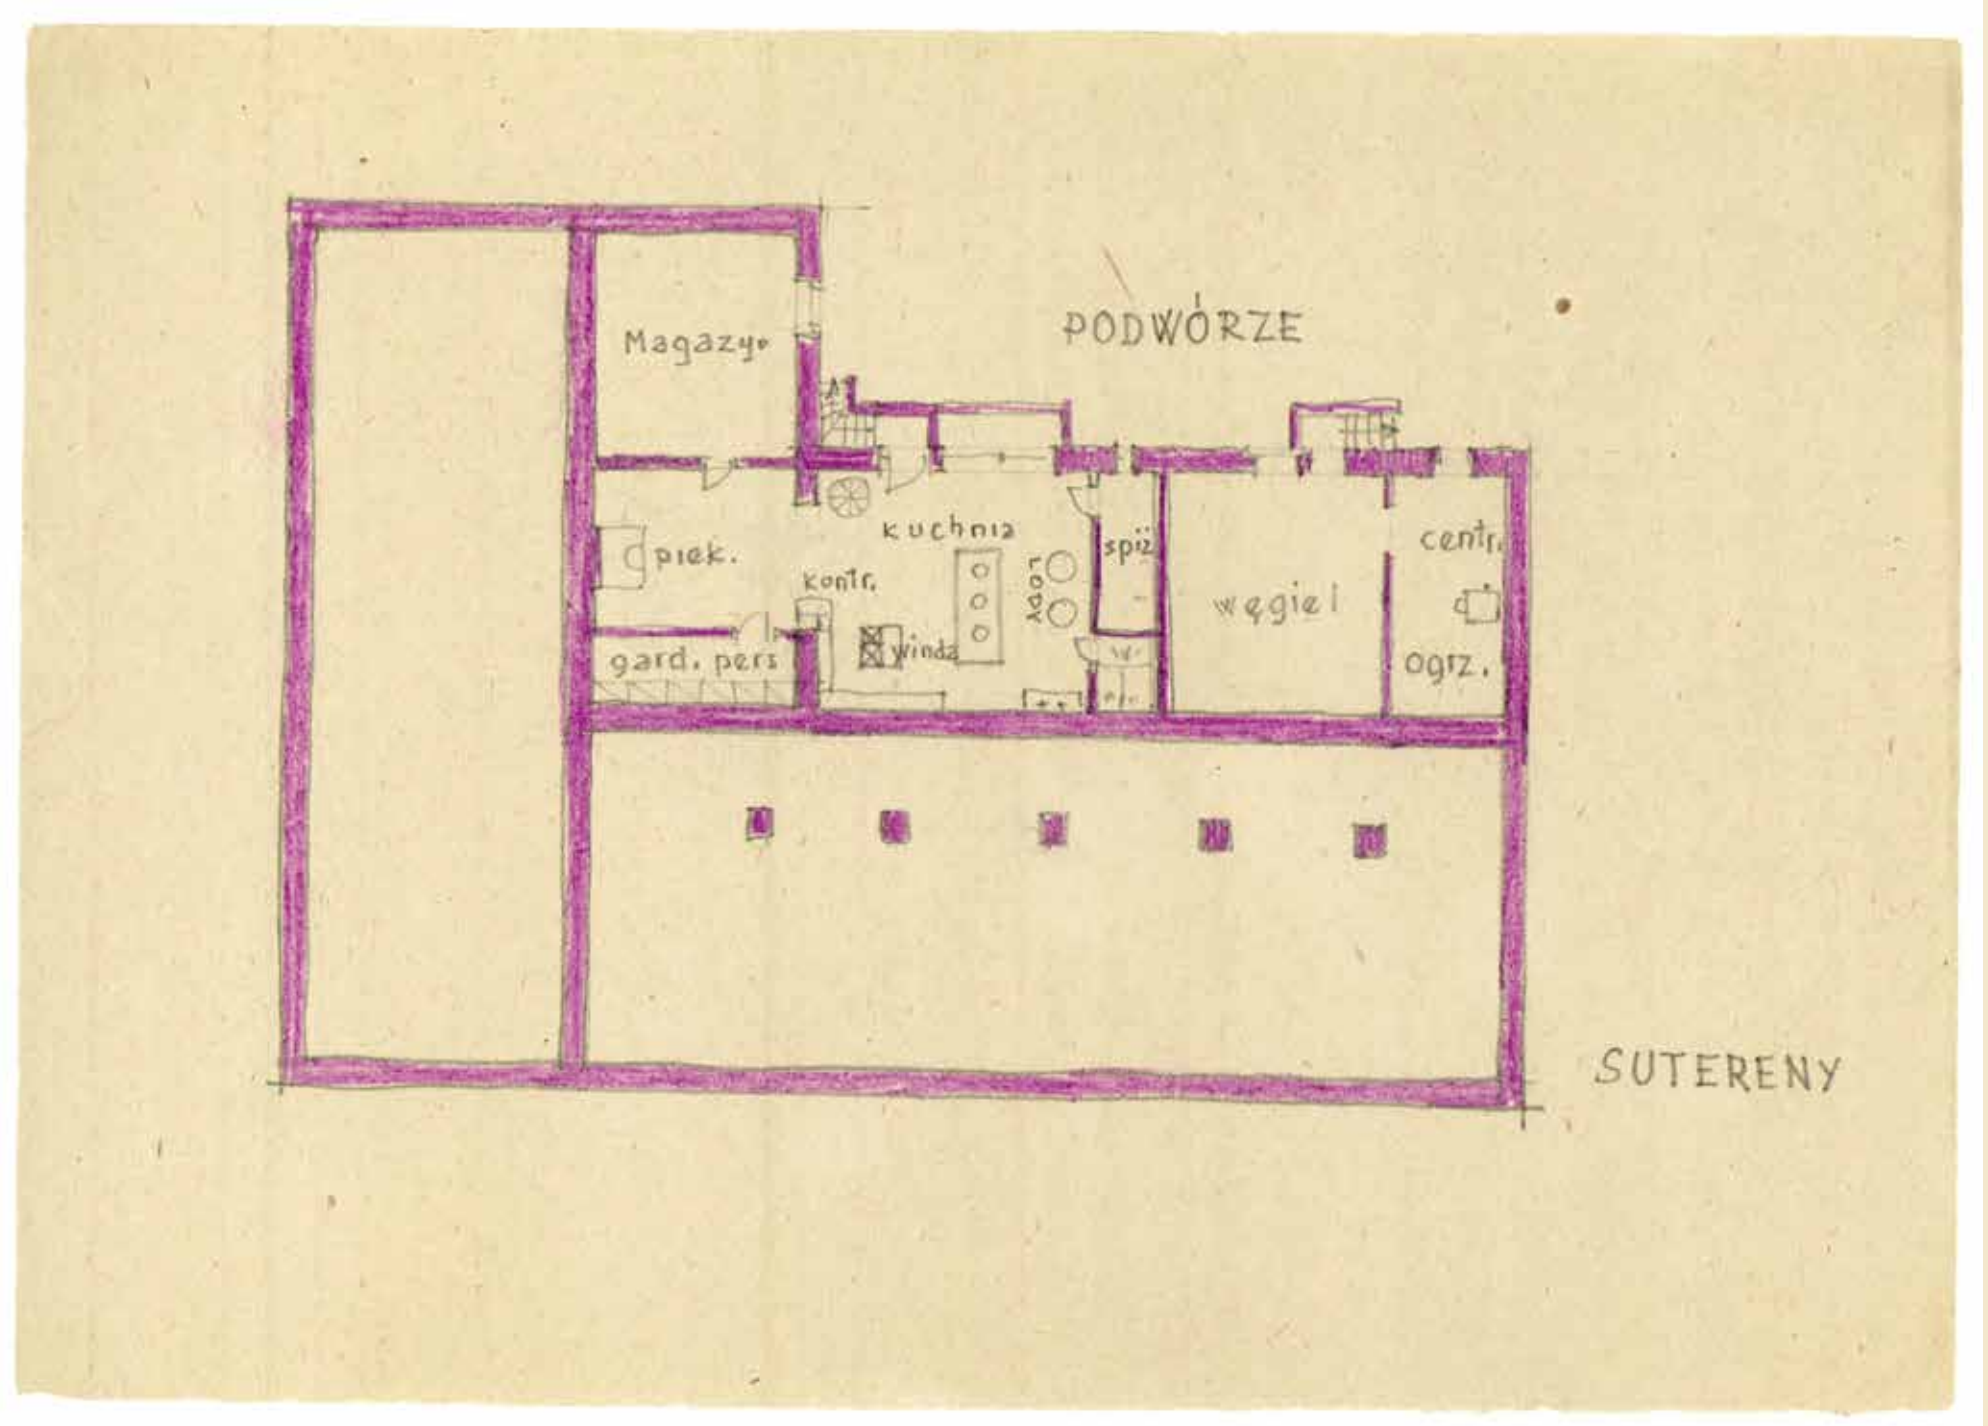 PODWÓRZE
Magazyn
kuchnia
piek.
kontr.
LODY
spiż
węgiel
centr.
ogrz.
winda
gard. pers
SUTERENY